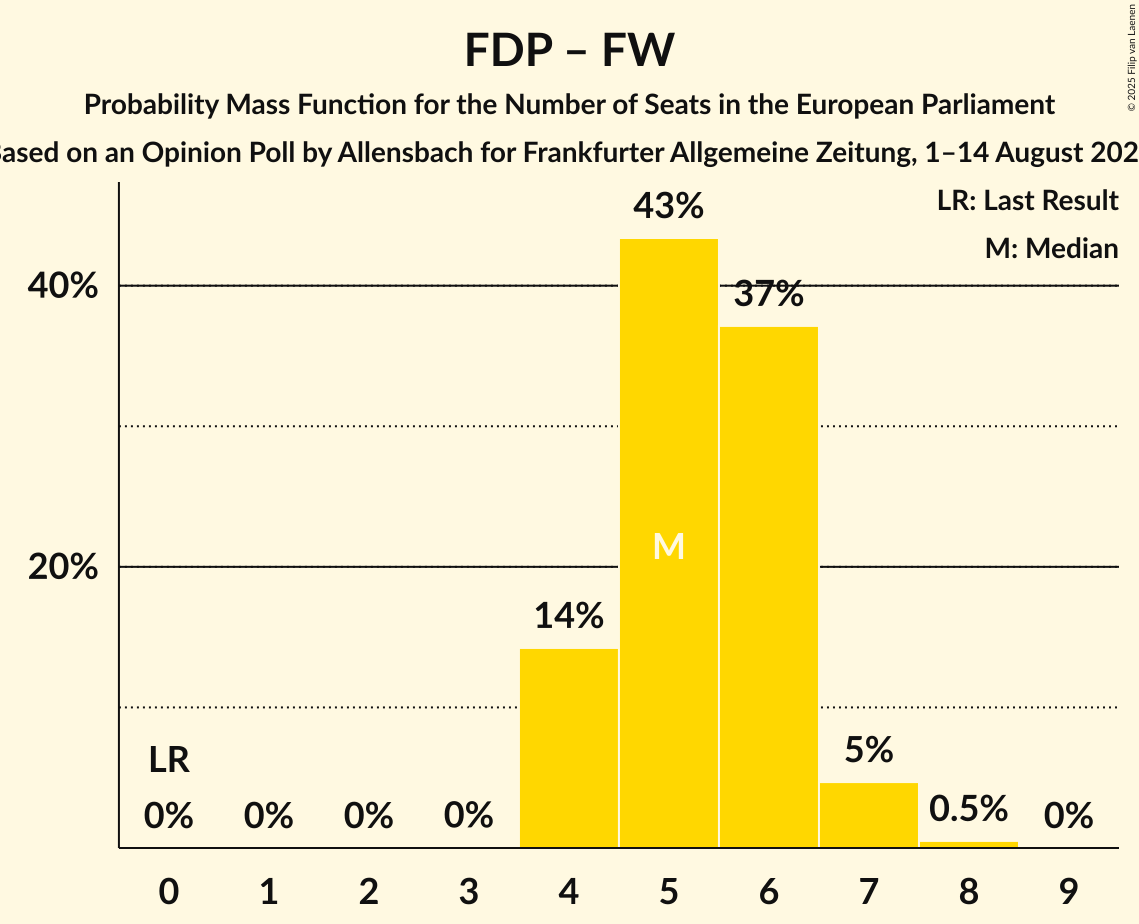 FDP – FW
Probability Mass Function for the Number of Seats in the European Parliament
ased on an Opinion Poll by Allensbach for Frankfurter Allgemeine Zeitung, 1–14 August 202
© 2025 Filip van Laenen
LR: Last Result
M: Median
43%
40%
37%
M
20%
14%
LR
5%
0%
0%
0%
0%
0.5%
0%
0 1 2 3 4 5 6 7 8 9